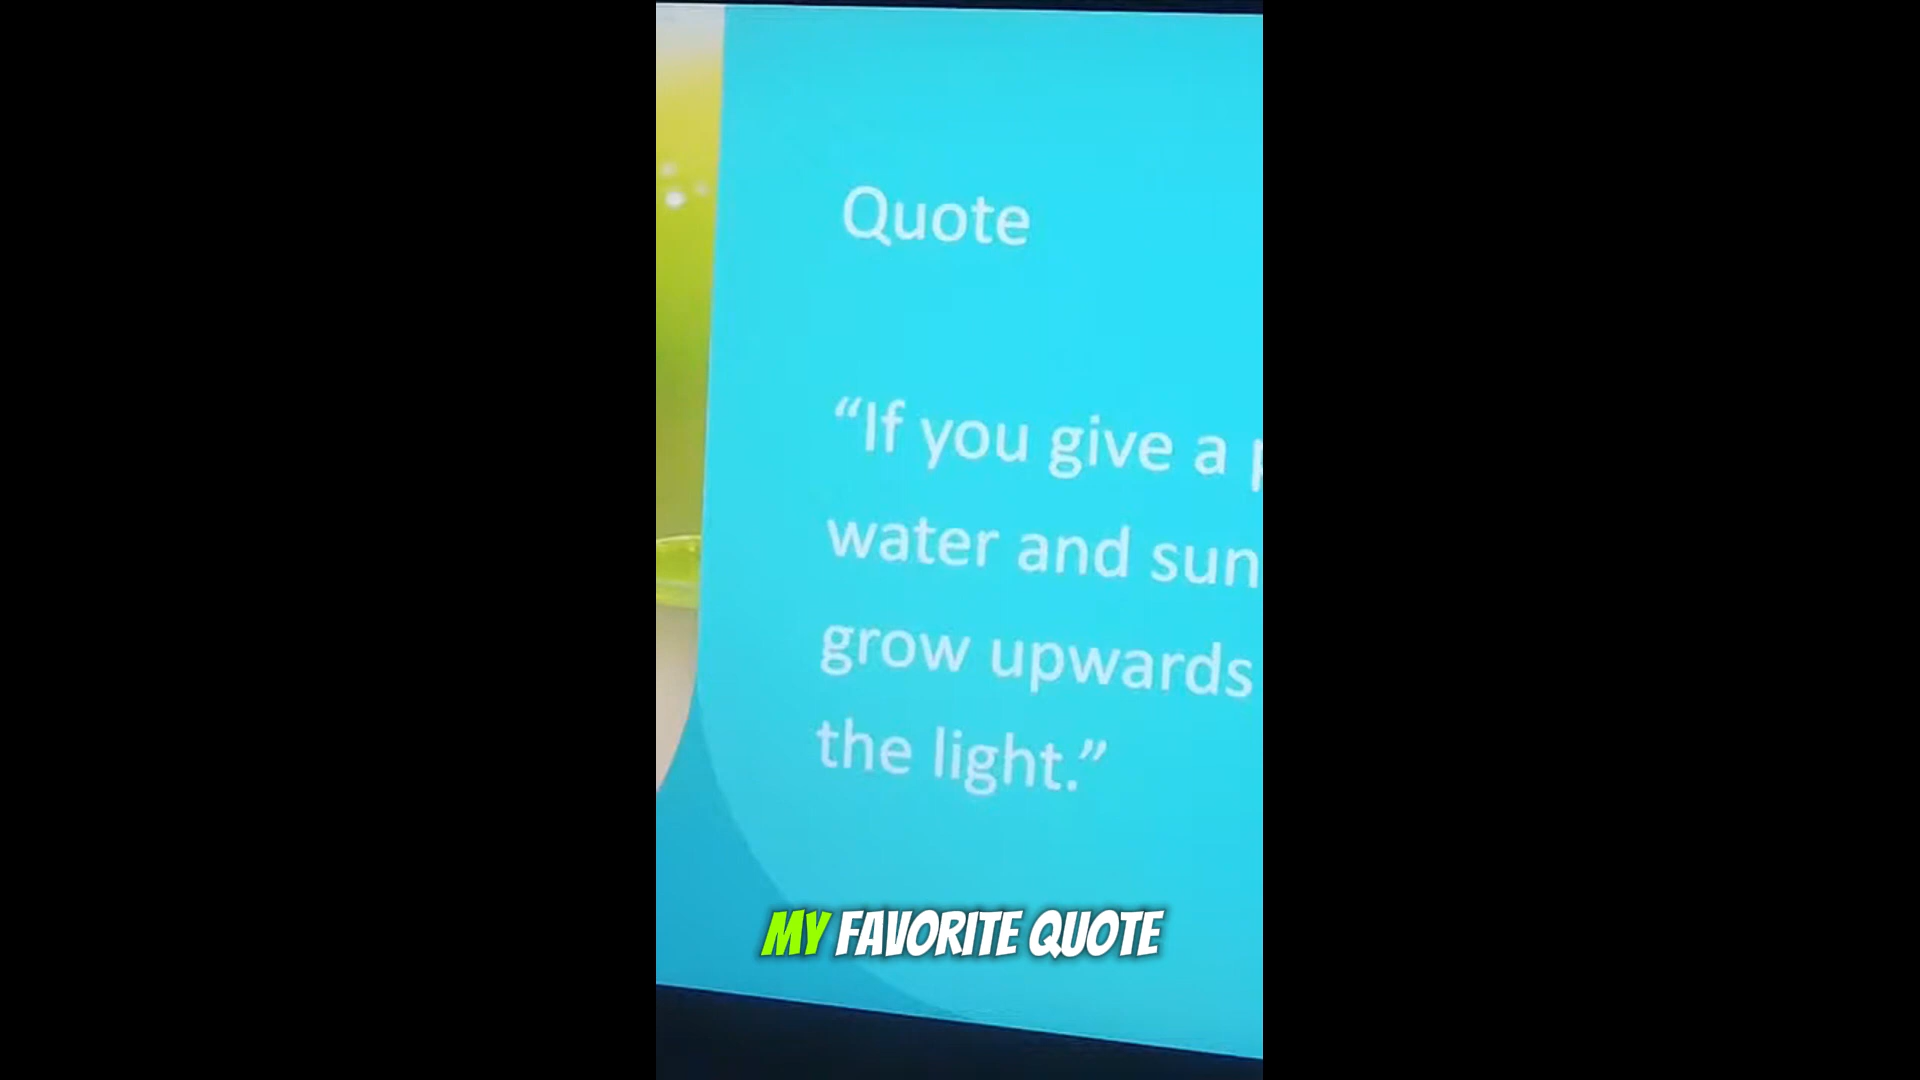 Quote
“If you give a
water and sun
grow upwards
the light.”
MY FAVORITE QUOTE